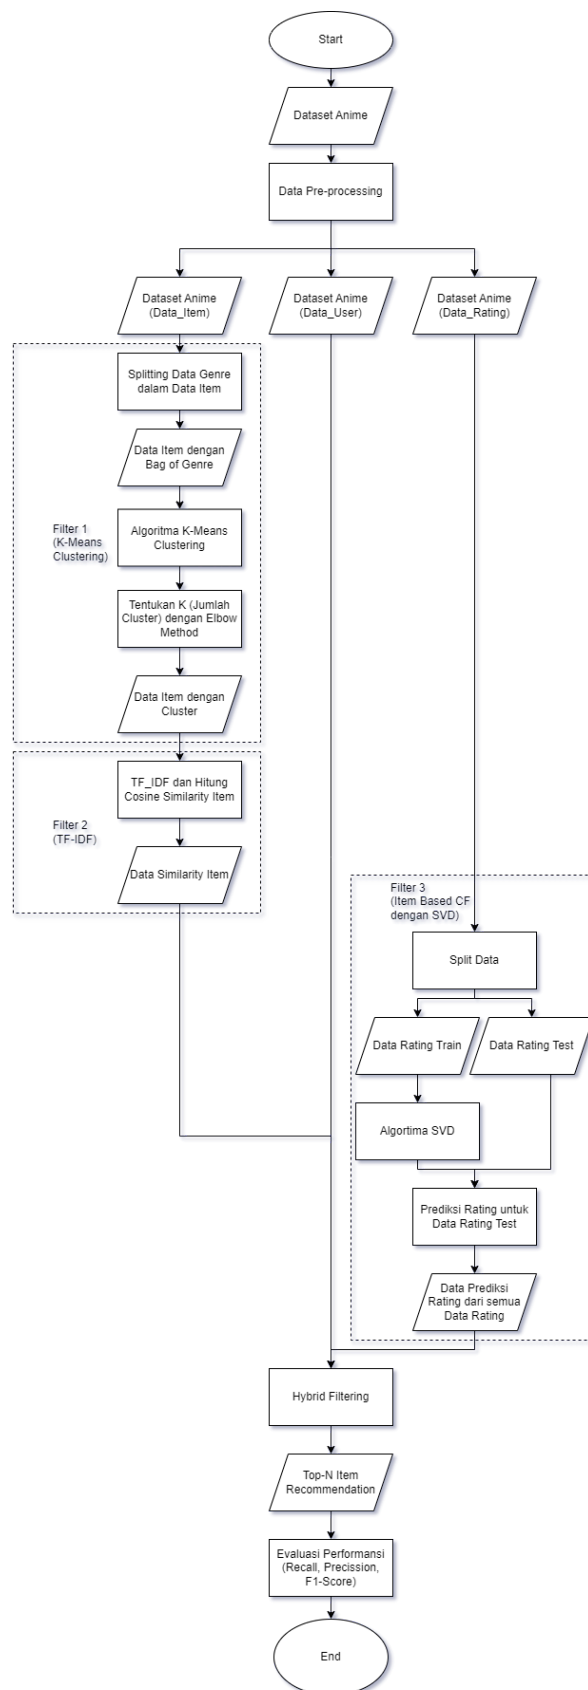 Start
Dataset Anime
Data Pre-processing
Dataset Anime
(Data_Item)
Dataset Anime
(Data_User)
Dataset Anime
(Data_Rating)
Splitting Data Genre
dalam Data Item
Data Item dengan
Bag of Genre
Filter 1
(K-Means
Clustering)
Algoritma K-Means
Clustering
Tentukan K (Jumlah
Cluster) dengan Elbow
Method
Data Item dengan
Cluster
Filter 2
(TF-IDF)
TF_IDF dan Hitung
Cosine Similarity Item
Data Similarity Item
Filter 3
(Item Based CF
dengan SVD)
Split Data
Data Rating Train
Data Rating Test
Algortima SVD
Prediksi Rating untuk
Data Rating Test
Data Prediksi
Rating dari semua
Data Rating
Hybrid Filtering
Top-N Item
Recommendation
Evaluasi Performansi
(Recall, Precission,
F1-Score)
End